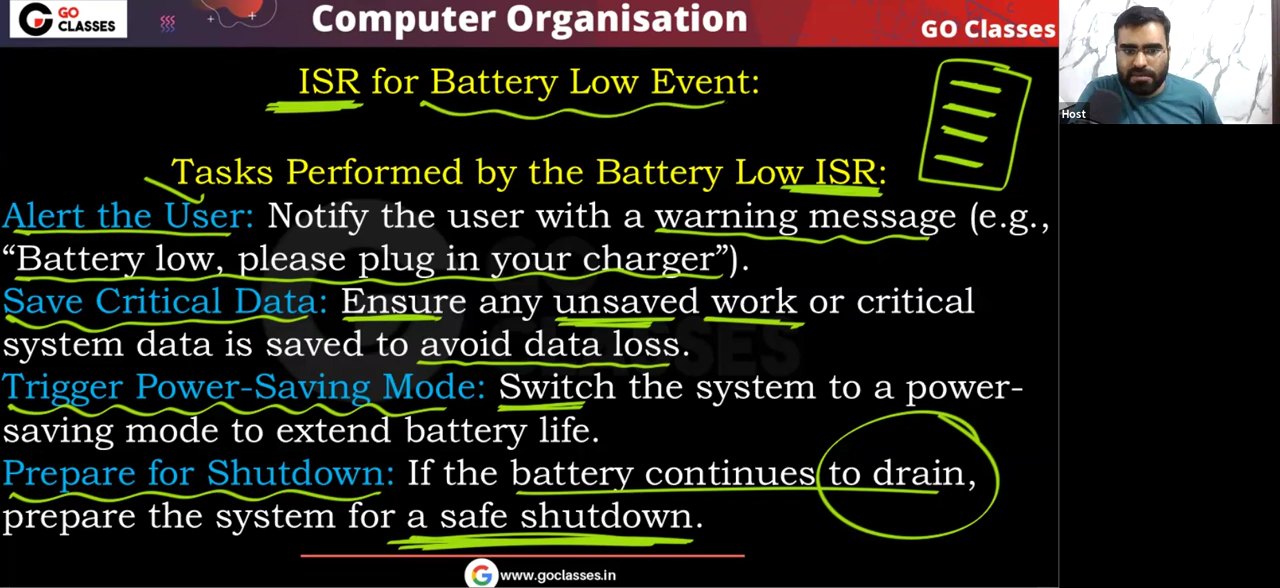 GO
CLASSES
Computer Organisation
GO Classes
ISR for Battery Low Event:
Host
Tasks Performed by the Battery Low ISR:
Alert the User: Notify the user with a warning message (e.g.,
“Battery low, please plug in your charger”).
Save Critical Data: Ensure any unsaved work or critical
system data is saved to avoid data loss.
Trigger Power-Saving Mode: Switch the system to a power-
saving mode to extend battery life.
Prepare for Shutdown: If the battery continues to drain,
prepare the system for a safe shutdown.
www.goclasses.in
GO
CLASSES